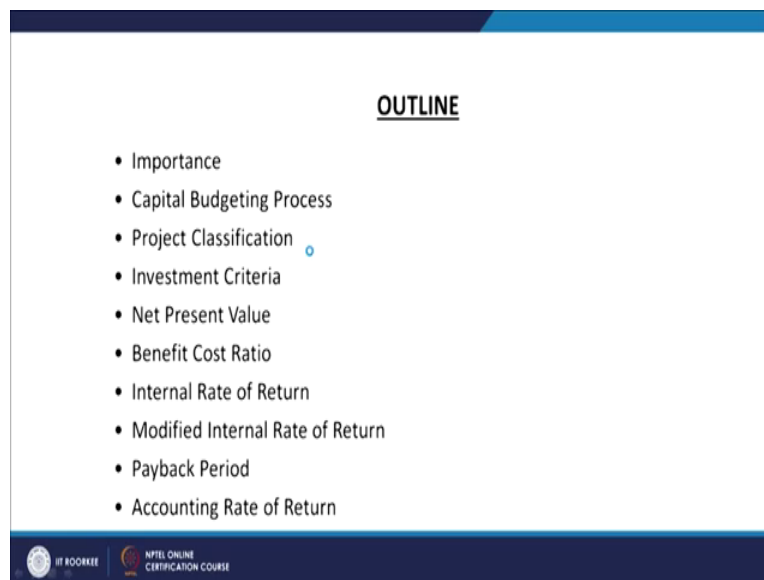 OUTLINE
• Importance
• Capital Budgeting Process
• Project Classification
• Investment Criteria
• Net Present Value
• Benefit Cost Ratio
• Internal Rate of Return
• Modified Internal Rate of Return
• Payback Period
• Accounting Rate of Return
IIT ROORKEE
NPTEL ONLINE
CERTIFICATION COURSE